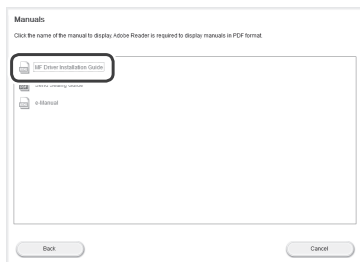 Manuals
Click the name of the manual to display Adobe Reader is required to display manuals in PDF format.
MF Driver Installation Guide
e-Manual
Back
Cancel